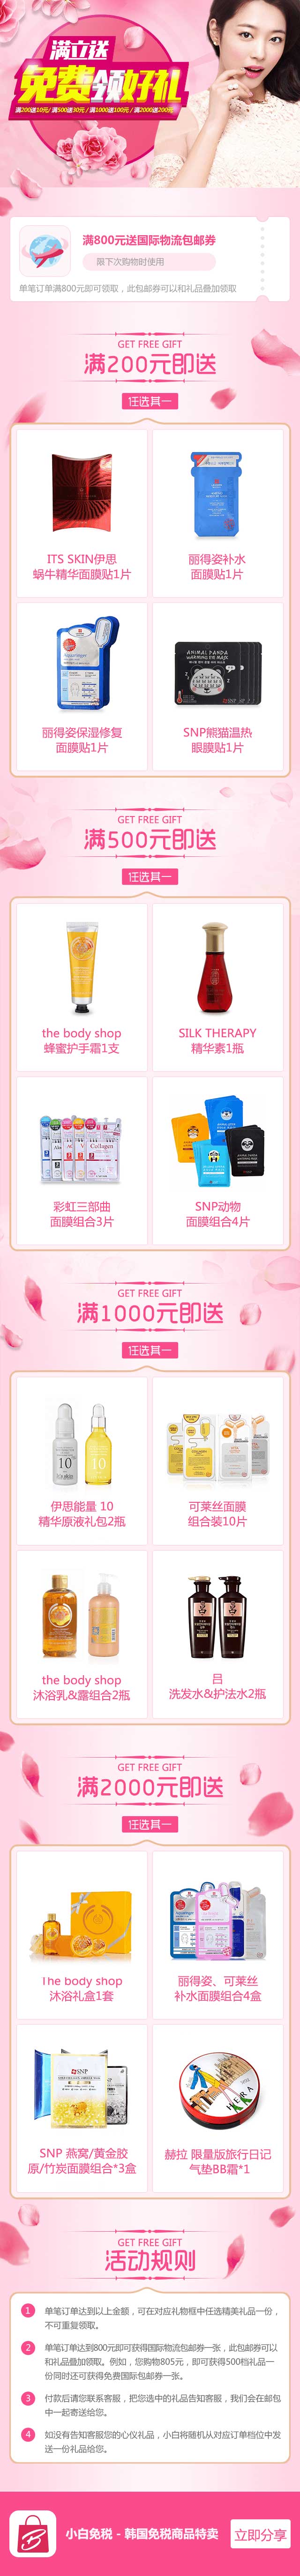 满立送
免费领好礼
满200送10元/满500送30元/满1000送100元/满2000送200元
满800元送国际物流包邮券
限下次购物时使用
单笔订单满800元即可领取，此包邮券可以和礼品叠加领取
GET FREE GIFT
满200元即送
任选其一
ITS SKIN伊思
蜗牛精华面膜贴1片
丽得姿补水
面膜贴1片
丽得姿保湿修复
面膜贴1片
ANIMAL PANDA
WARMING EYE MASK
SNP熊猫温热
眼膜贴1片
GET FREE GIFT
满500元即送
任选其一
the body shop
蜂蜜护手霜1支
SILK THERAPY
精华素1瓶
Collagen
彩虹三部曲
面膜组合3片
SNP动物
面膜组合4片
GET FREE GIFT
满1000元即送
任选其一
10
10
伊思能量 10
精华原液礼包2瓶
可莱丝面膜
组合装10片
the body shop
沐浴乳&露组合2瓶
吕
洗发水&护法水2瓶
GET FREE GIFT
满2000元即送
任选其一
The body shop
沐浴礼盒1套
丽得姿、可莱丝
补水面膜组合4盒
SNP
SNP 燕窝/黄金胶
原/竹炭面膜组合*3盒
HERA
赫拉 限量版旅行日记
气垫BB霜*1
GET FREE GIFT
活动规则
1 单笔订单达到以上金额，可在对应礼物框中任选精美礼品一份，
不可重复领取。
2 单笔订单达到800元即可获得国际物流包邮券一张，此包邮券可以
和礼品叠加领取。例如，您购物805元，即可获得500档礼品一
份同时还可获得免费国际包邮券一张。
3 付款后请您联系客服，把您选中的礼品告知客服，我们会在邮包
中一起寄送给您。
4 如没有告知客服您的心仪礼品，小白将随机从对应订单档位中发
送一份礼品给您。
B
小白免税 - 韩国免税商品特卖
立即分享